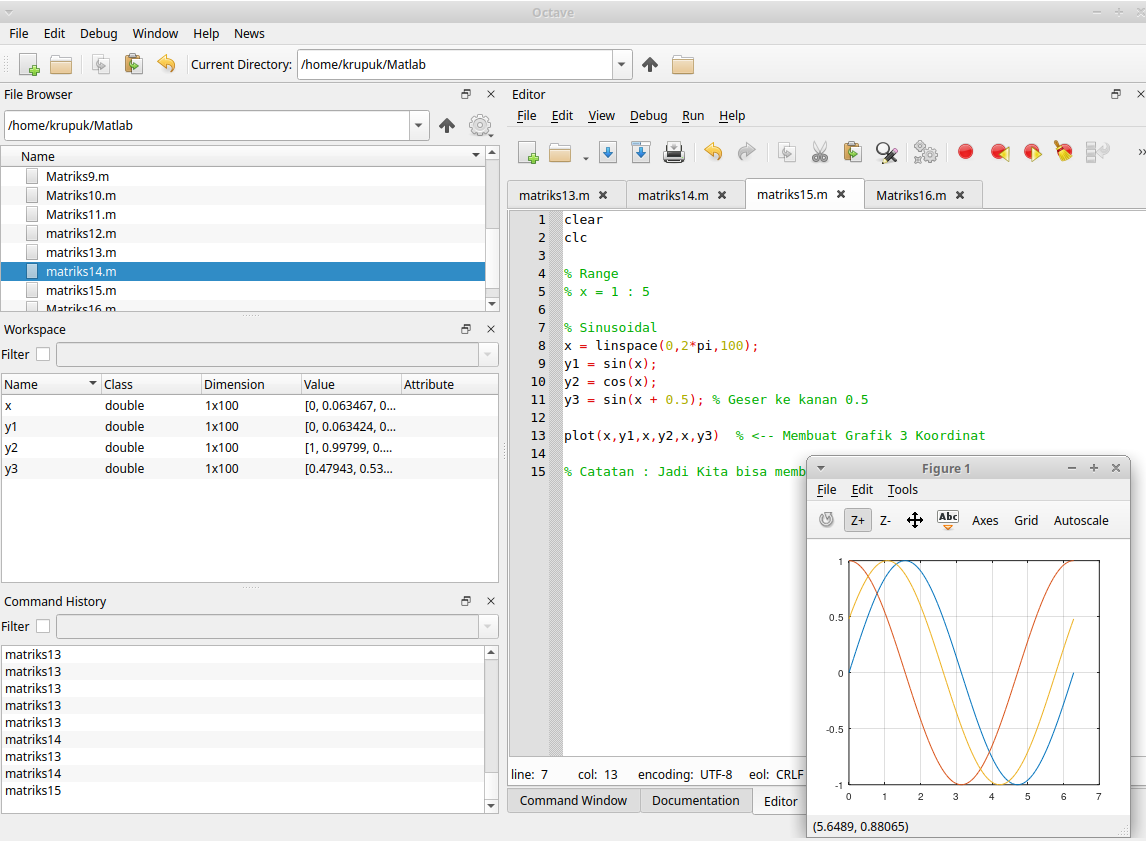 Octave
File Edit Debug Window Help News
Current Directory: /home/krupuk/Matlab
File Browser
/home/krupuk/Matlab
Name
Matriks9.m
Matriks10.m
Matriks11.m
matriks12.m
matriks13.m
matriks14.m
matriks15.m
Matriks16.m
Workspace
Filter
Name Class Dimension Value Attribute
x double 1x100 [0, 0.063467, 0...
y1 double 1x100 [0, 0.063424, 0...
y2 double 1x100 [1, 0.99799, 0....
y3 double 1x100 [0.47943, 0.53...
Command History
Filter
matriks13
matriks13
matriks13
matriks13
matriks13
matriks14
matriks13
matriks14
matriks15
Editor
File Edit View Debug Run Help
matriks13.m matriks14.m matriks15.m Matriks16.m
1 clear
2 clc
3
4 % Range
5 % x = 1 : 5
6
7 % Sinusoidal
8 x = linspace(0,2*pi,100);
9 y1 = sin(x);
10 y2 = cos(x);
11 y3 = sin(x + 0.5); % Geser ke kanan 0.5
12
13 plot(x,y1,x,y2,x,y3)  % <-- Membuat Grafik 3 Koordinat
14
15 % Catatan : Jadi Kita bisa memb
line: 7 col: 13 encoding: UTF-8 eol: CRLF
Command Window Documentation Editor
Figure 1
File Edit Tools
Z+ Z- Abc Axes Grid Autoscale
1
0.5
0
-0.5
-1
0 1 2 3 4 5 6 7
(5.6489, 0.88065)